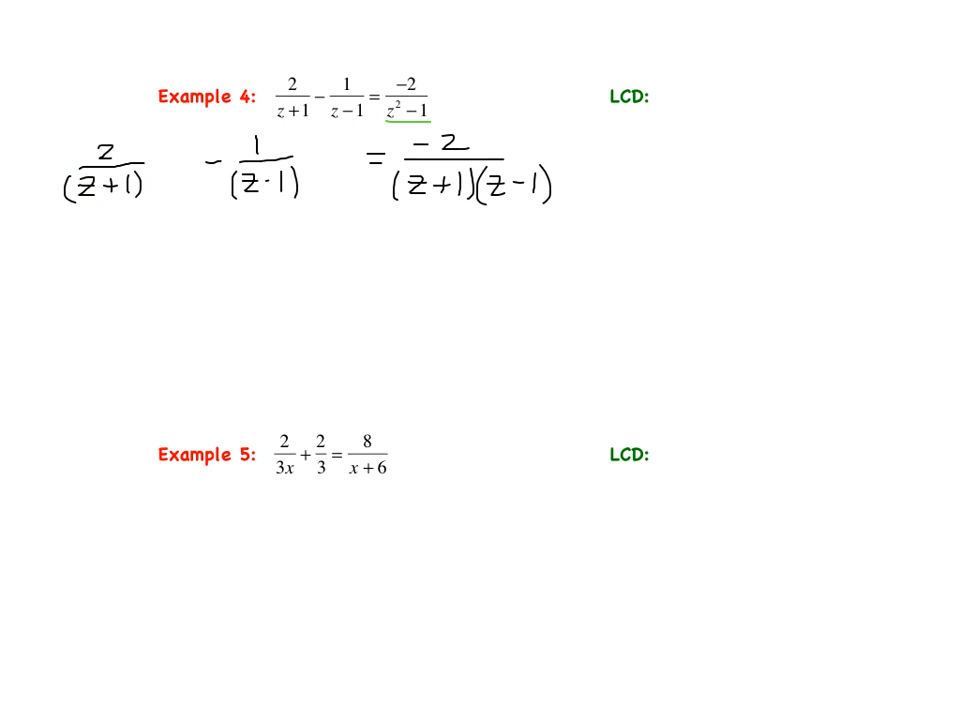 Example 4: 2/(z+1) − 1/(z−1) = −2/(z²−1) LCD:
2/(z+1) − 1/(z-1) = −2/(z+1)(z−1)
Example 5: 2/3x + 2/3 = 8/(x+6) LCD: